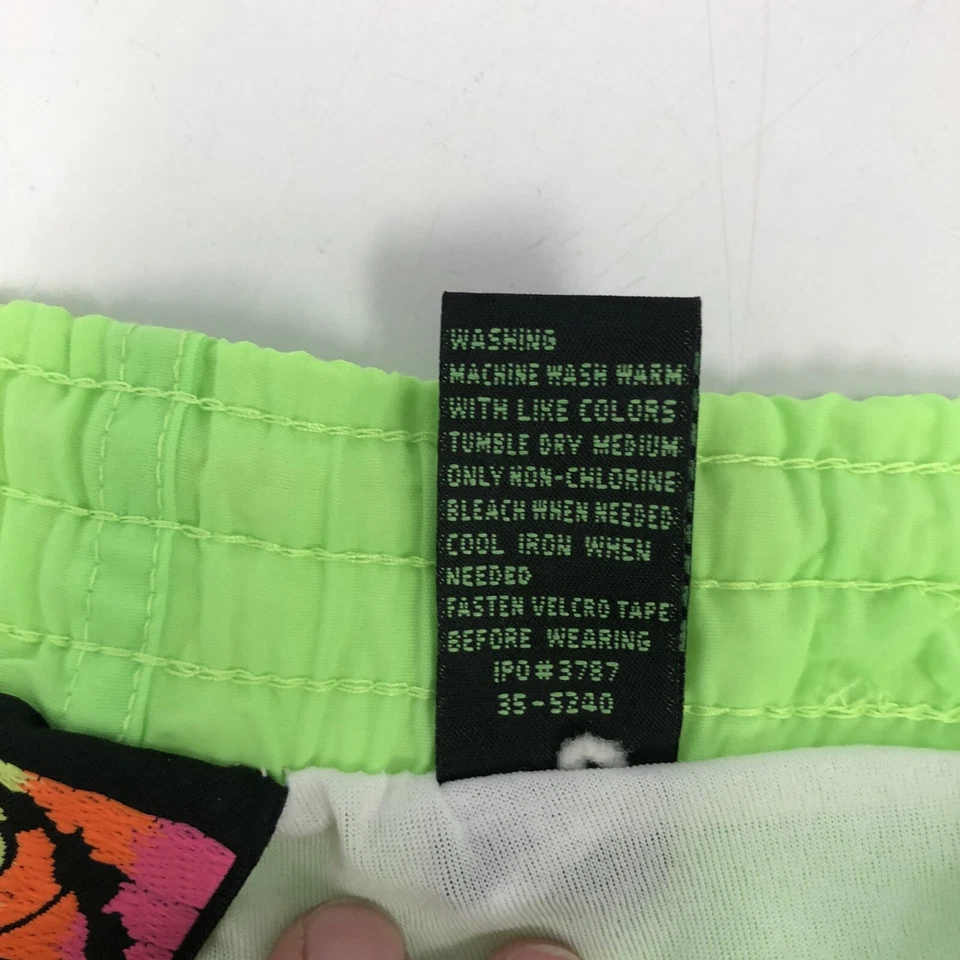 WASHING
MACHINE WASH WARM
WITH LIKE COLORS
TUMBLE DRY MEDIUM
ONLY NON-CHLORINE
BLEACH WHEN NEEDED
COOL IRON WHEN
NEEDED
FASTEN VELCRO TAPE
BEFORE WEARING
IPO#3787
35-5240